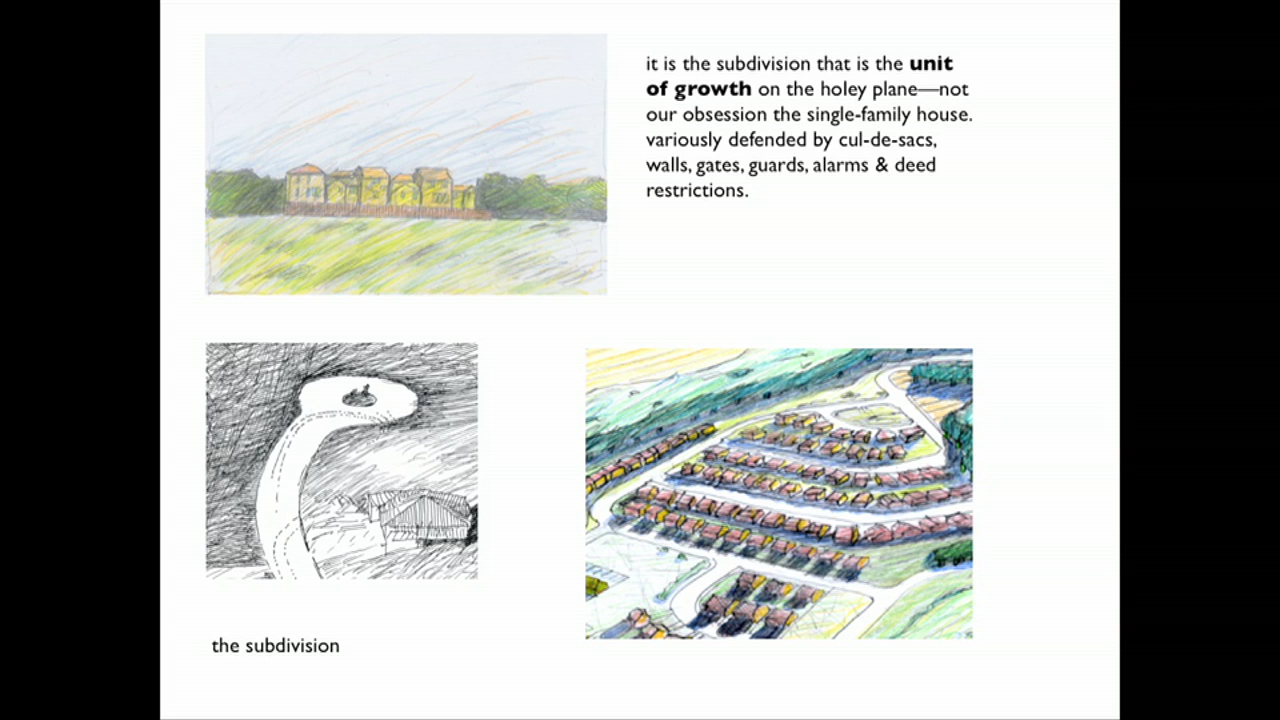 it is the subdivision that is the unit
of growth on the holey plane—not
our obsession the single-family house.
variously defended by cul-de-sacs,
walls, gates, guards, alarms & deed
restrictions.
the subdivision